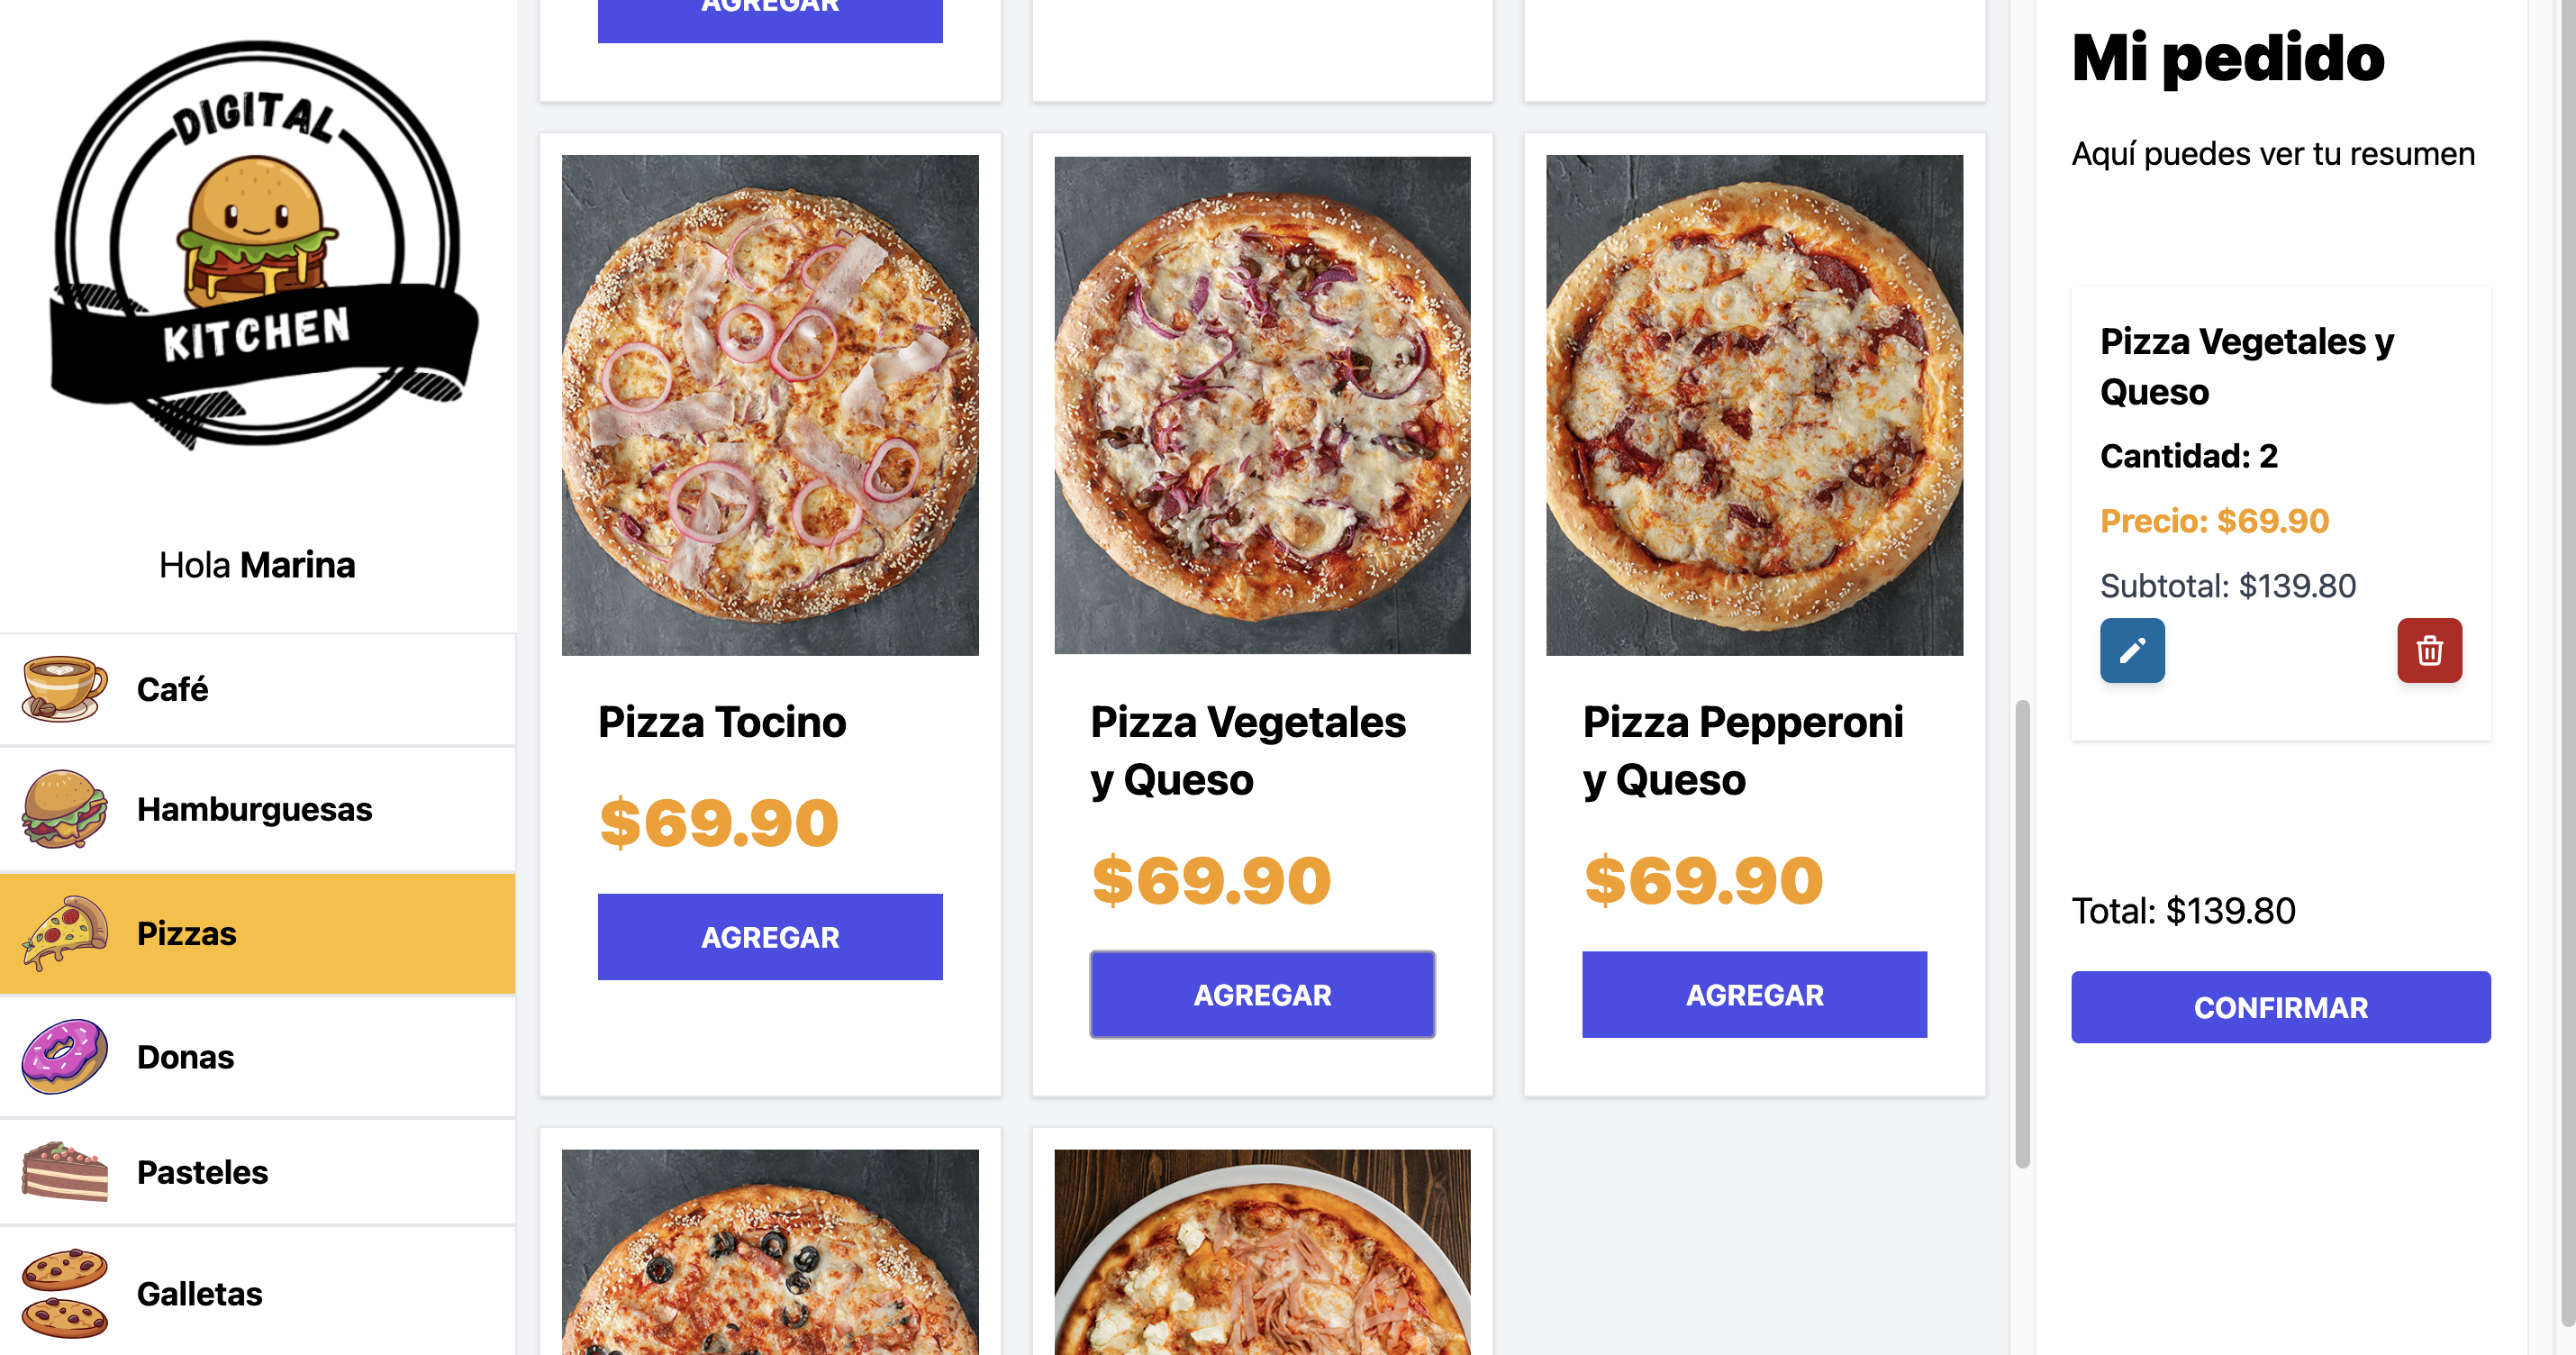 DIGITAL
KITCHEN
Hola Marina
Café
Hamburguesas
Pizzas
Donas
Pasteles
Galletas
AGREGAR
Pizza Tocino
$69.90
AGREGAR
Pizza Vegetales
y Queso
$69.90
AGREGAR
Pizza Pepperoni
y Queso
$69.90
AGREGAR
Mi pedido
Aquí puedes ver tu resumen
Pizza Vegetales y
Queso
Cantidad: 2
Precio: $69.90
Subtotal: $139.80
Total: $139.80
CONFIRMAR